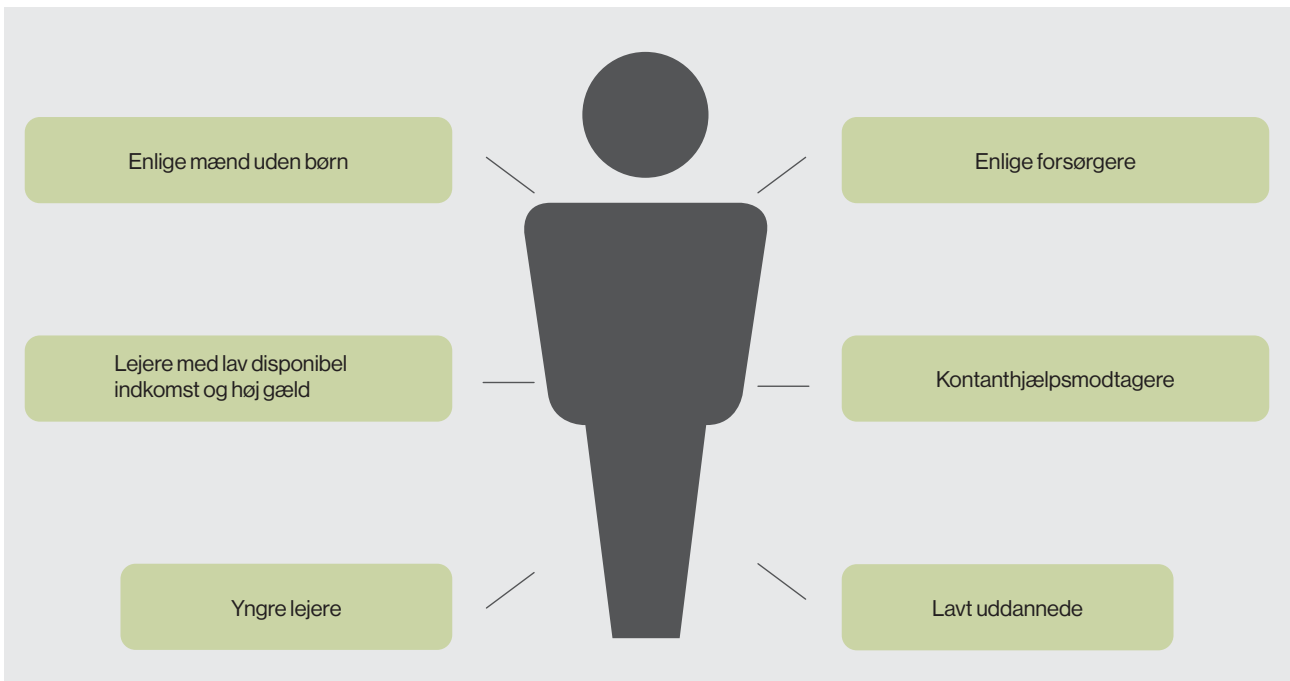 Enlige mænd uden børn
Enlige forsørgere
Lejere med lav disponibel
indkomst og høj gæld
Kontanthjælpsmodtagere
Yngre lejere
Lavt uddannede